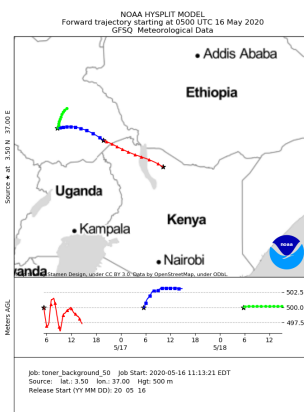 NOAA HYSPLIT MODEL
Forward trajectory starting at 0500 UTC 16 May 2020
GFSQ Meteorological Data
Source ★ at 3.50 N 37.00 E
Addis Ababa
Ethiopia
Uganda
Kampala
Kenya
Nairobi
NOAA
Stamen Design, under CC BY 3.0. Data by OpenStreetMap, under ODbL.
Meters AGL
502.5
500.0
497.5
6 12 18 6 12 18 6 12
5/17 5/18
Job: toner_background_50 Job Start: 2020-05-16 11:13:21 EDT
Source: lat.: 3.50 lon.: 37.00 Hgt: 500 m
Release Start (YY MM DD): 20 05 16